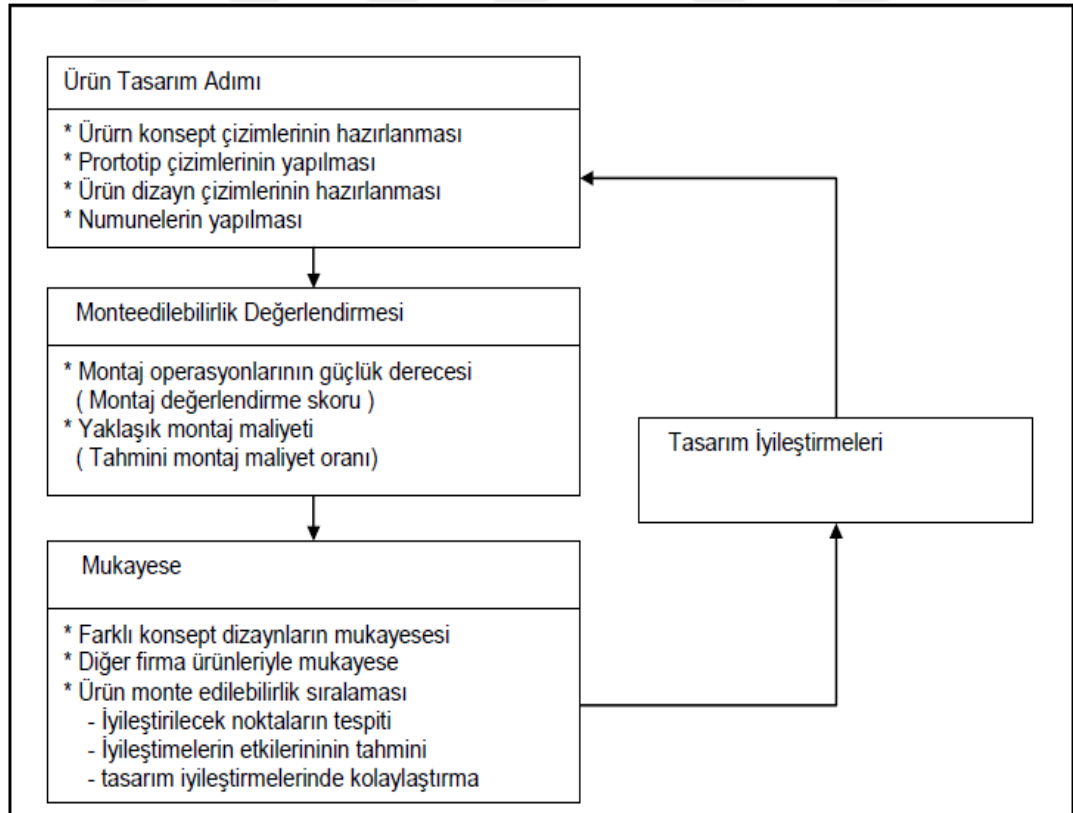 Ürün Tasarım Adımı
* Ürürn konsept çizimlerinin hazırlanması
* Prortotip çizimlerinin yapılması
* Ürün dizayn çizimlerinin hazırlanması
* Numunelerin yapılması
Monteedilebilirlik Değerlendirmesi
* Montaj operasyonlarının güçlük derecesi
( Montaj değerlendirme skoru )
* Yaklaşık montaj maliyeti
( Tahmini montaj maliyet oranı)
Tasarım İyileştirmeleri
Mukayese
* Farklı konsept dizaynların mukayesesi
* Diğer firma ürünleriyle mukayese
* Ürün monte edilebilirlik sıralaması
- İyileştirilecek noktaların tespiti
- İyileştimelerin etkilerininin tahmini
- tasarım iyileştirmelerinde kolaylaştırma